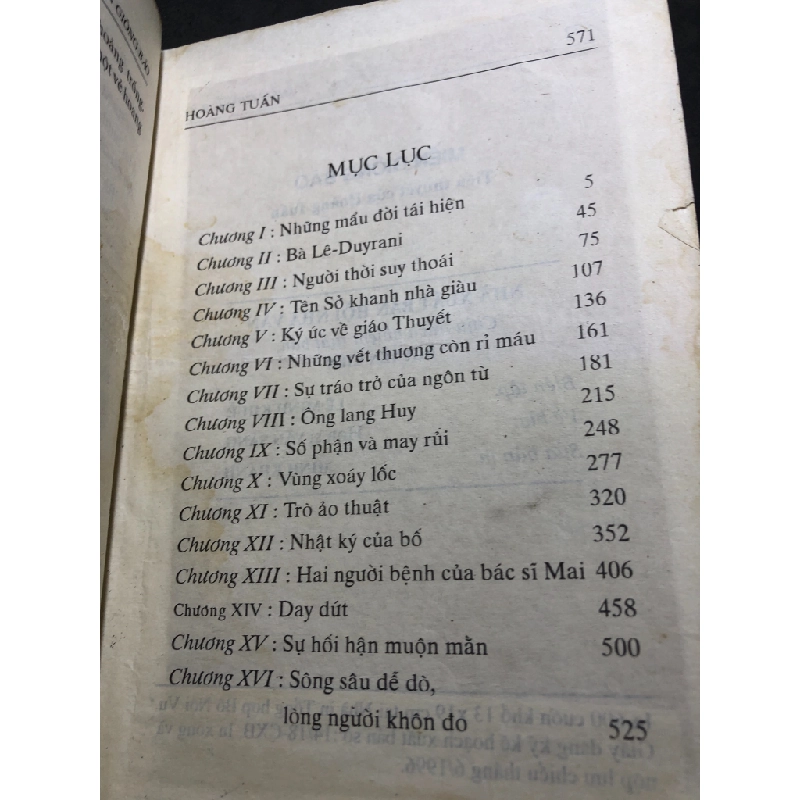 571
HOÀNG TUẤN
MỤC LỤC
Chương I : Những mẩu đời tái hiện 5
Chương II : Bà Lê-Duyrani 45
Chương III : Người thời suy thoái 75
Chương IV : Tên Sở khanh nhà giàu 107
Chương V : Ký ức về giáo Thuyết 136
Chương VI : Những vết thương còn rỉ máu 161
Chương VII : Sự tráo trở của ngôn từ 181
Chương VIII : Ông lang Huy 215
Chương IX : Số phận và may rủi 248
Chương X : Vùng xoáy lốc 277
Chương XI : Trò ảo thuật 320
Chương XII : Nhật ký của bố 352
Chương XIII : Hai người bệnh của bác sĩ Mai 406
Chương XIV : Day dứt 458
Chương XV : Sự hối hận muộn mằn 500
Chương XVI : Sông sâu dễ dò,
lòng người khôn dò 525